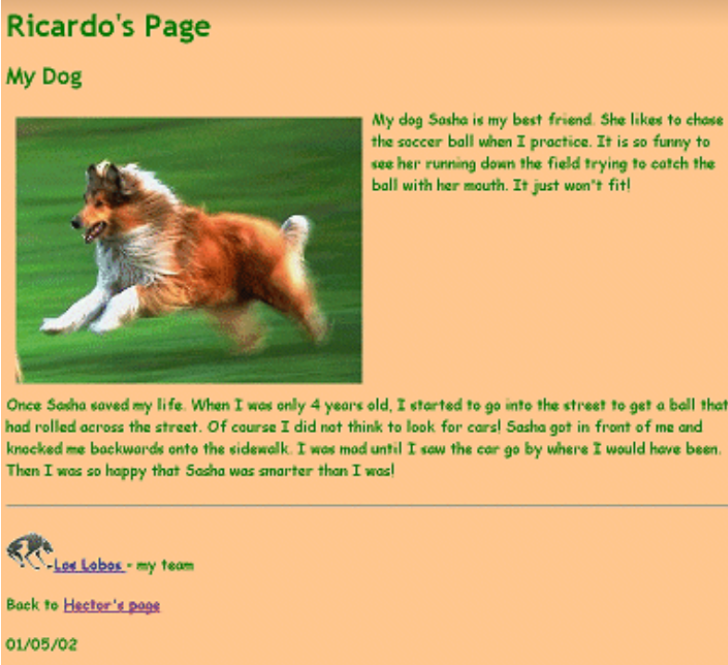 Ricardo's Page
My Dog
My dog Sasha is my best friend. She likes to chase
the soccer ball when I practice. It is so funny to
see her running down the field trying to catch the
ball with her mouth. It just won't fit!
Once Sasha saved my life. When I was only 4 years old, I started to go into the street to get a ball that
had rolled across the street. Of course I did not think to look for cars! Sasha got in front of me and
knocked me backwards onto the sidewalk. I was mad until I saw the car go by where I would have been.
Then I was so happy that Sasha was smarter than I was!
Los Lobos - my team
Back to Hector's page
01/05/02